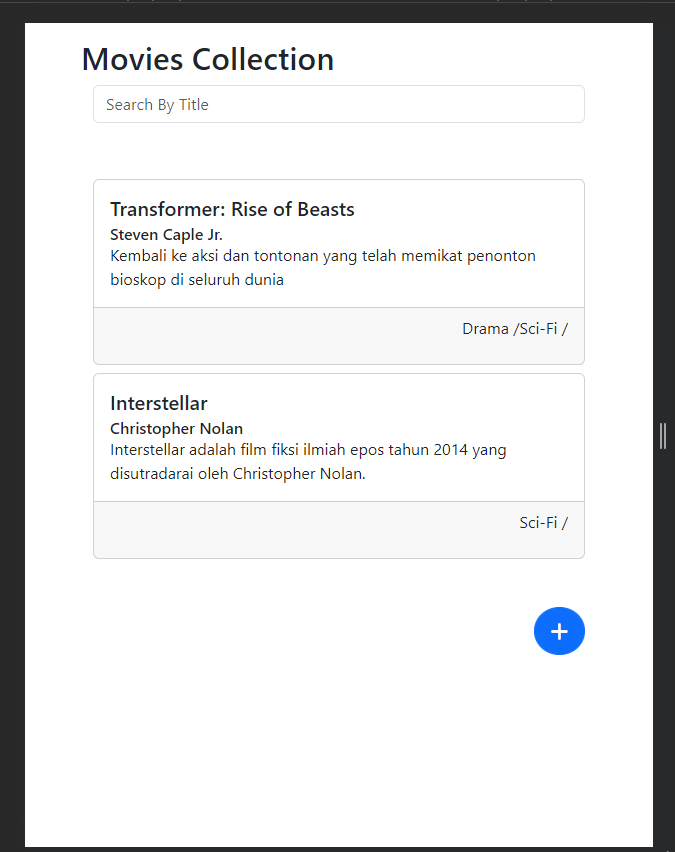 Movies Collection
Search By Title
Transformer: Rise of Beasts
Steven Caple Jr.
Kembali ke aksi dan tontonan yang telah memikat penonton
bioskop di seluruh dunia
Drama /Sci-Fi /
Interstellar
Christopher Nolan
Interstellar adalah film fiksi ilmiah epos tahun 2014 yang
disutradarai oleh Christopher Nolan.
Sci-Fi /
+